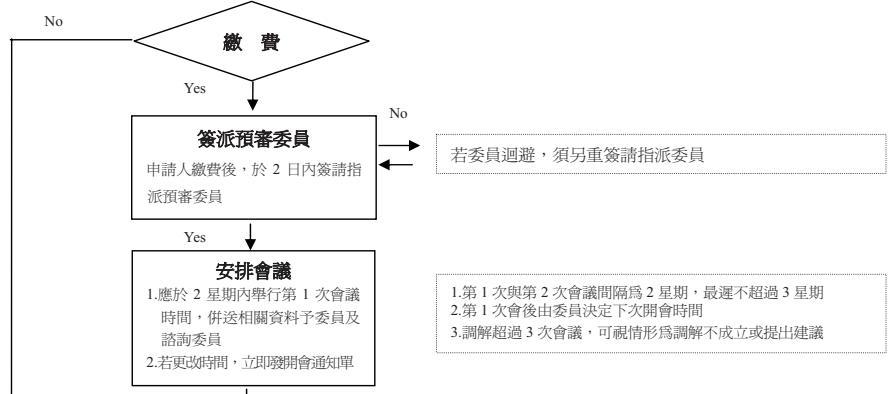 No
繳 費
Yes
No
簽派預審委員
申請人繳費後，於 2 日內簽請指
派預審委員
若委員迴避，須另重簽請指派委員
Yes
安排會議
1.應於 2 星期內舉行第 1 次會議
時間，併送相關資料予委員及
諮詢委員
2.若更改時間，立即發開會通知單
1.第 1 次與第 2 次會議間隔為 2 星期，最遲不超過 3 星期
2.第 1 次會後由委員決定下次開會時間
3.調解超過 3 次會議，可視情形為調解不成立或提出建議